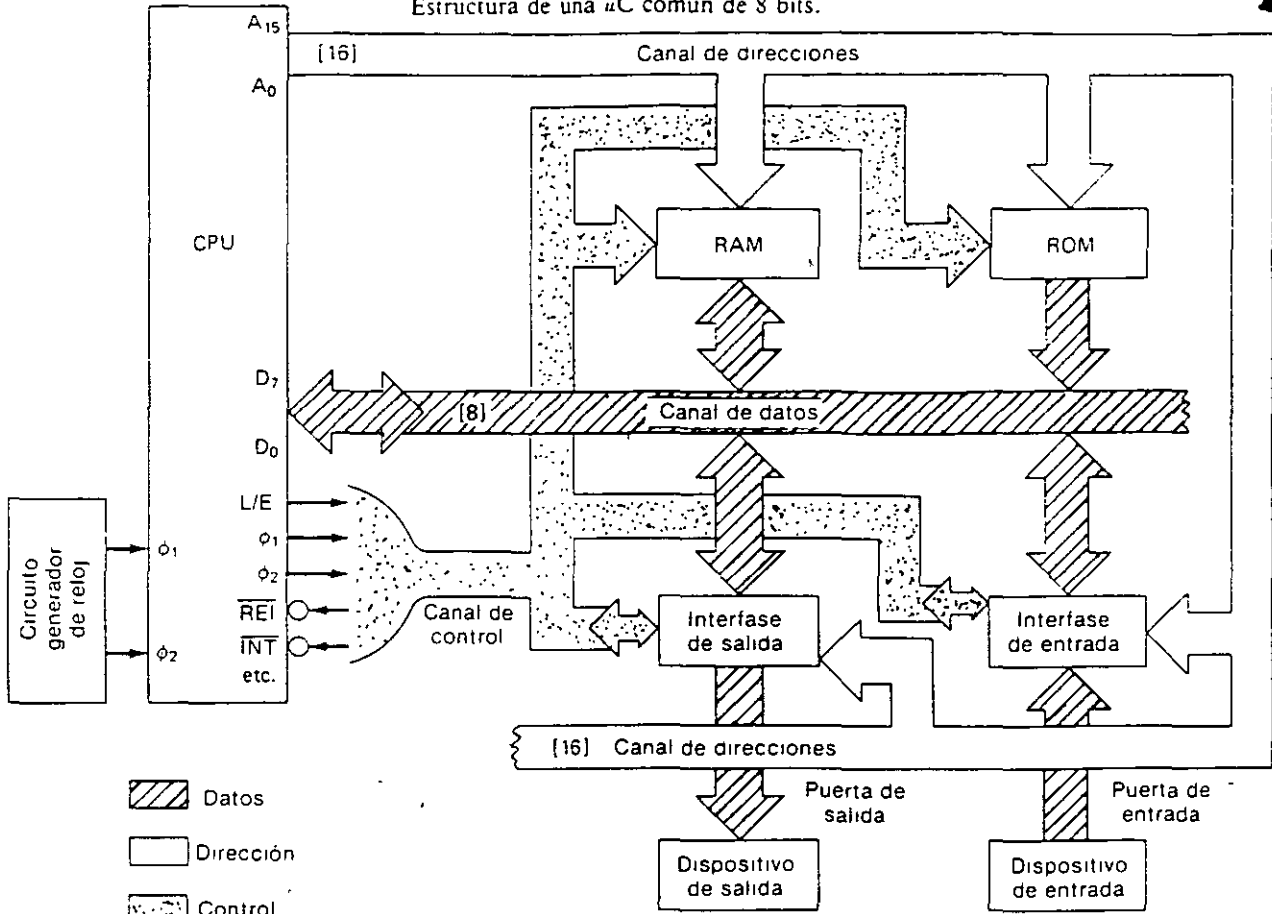 Estructura de una uC común de 8 bits.
A15
[16]
Canal de direcciones
A0
CPU
RAM
ROM
D7
[8]
Canal de datos
D0
L/E
φ1
φ1
φ2
Circuito
generador
de reloj
REI
Canal de
control
Interfase
de salida
Interfase
de entrada
φ2
INT
etc.
[16] Canal de direcciones
Datos
Puerta de
salida
Puerta de
entrada
Dirección
Dispositivo
de salida
Dispositivo
de entrada
Control